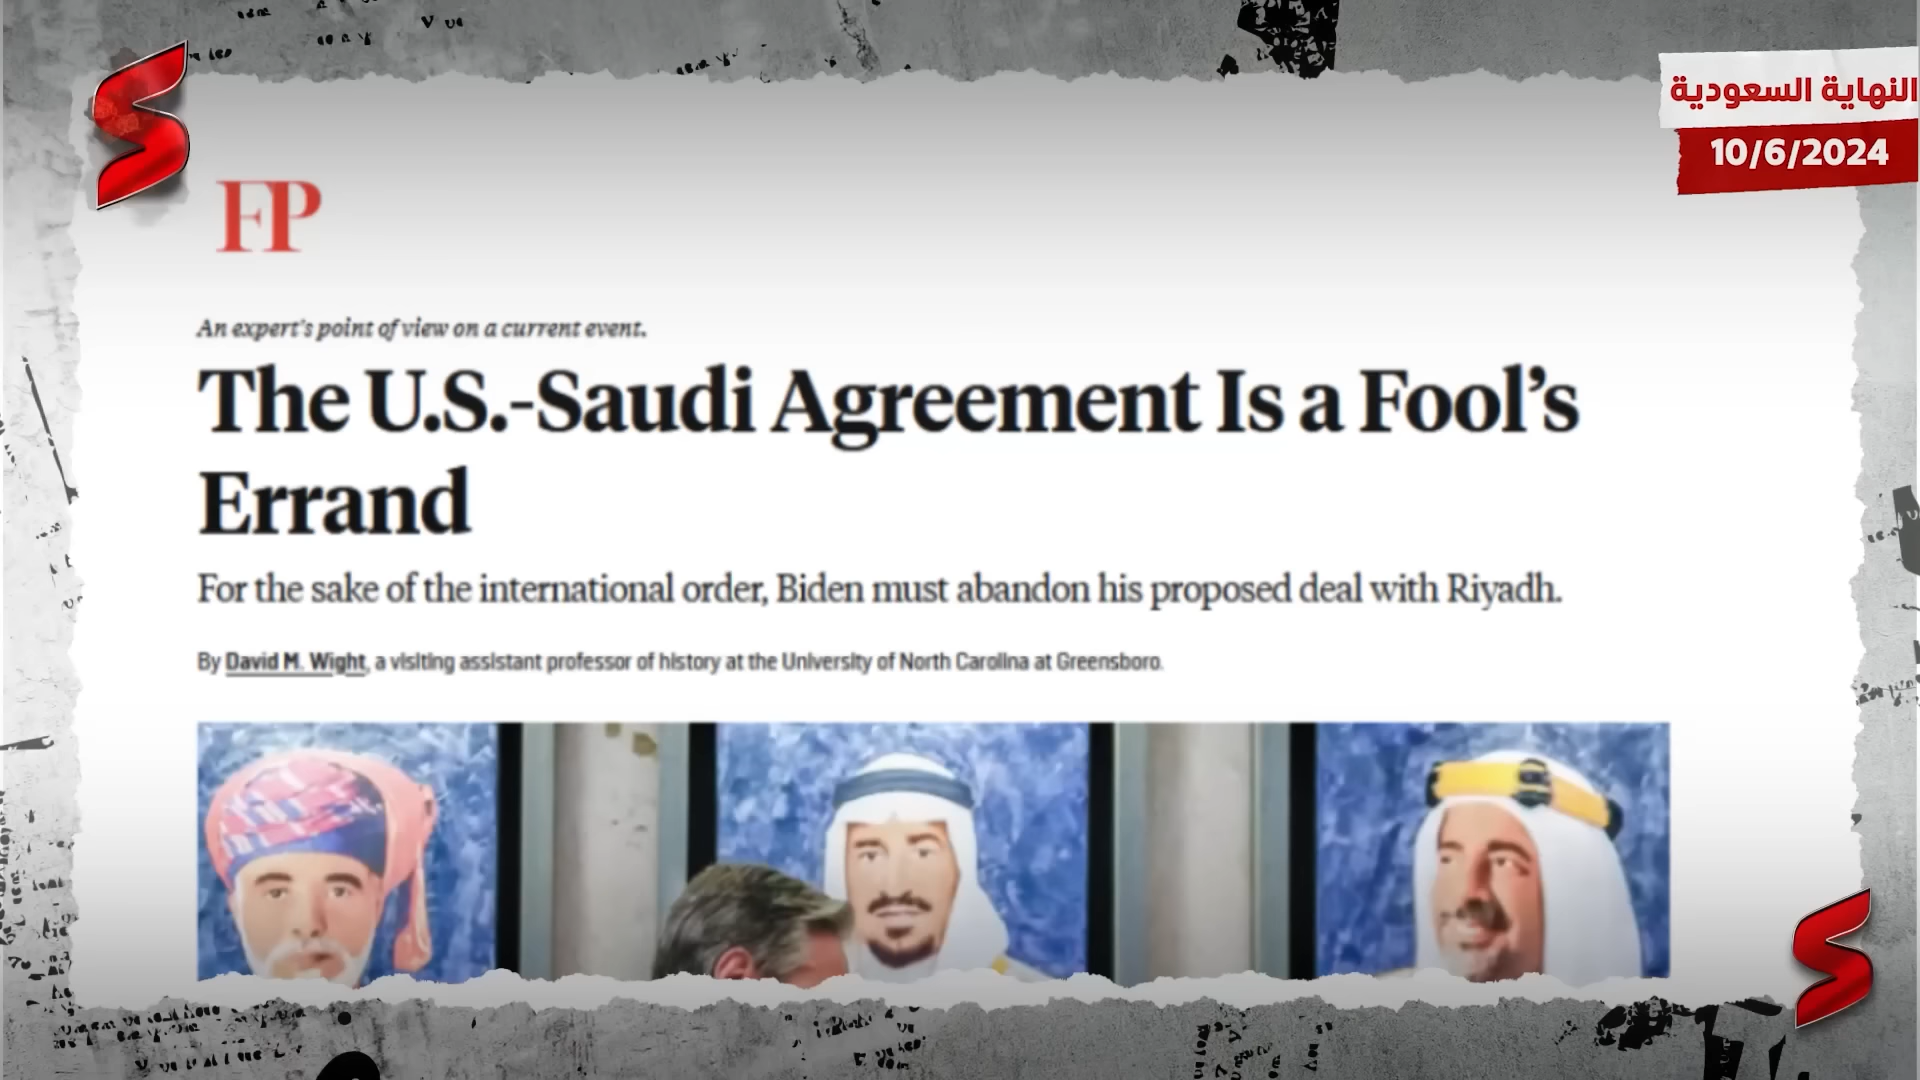 النهاية السعودية
10/6/2024
FP
An expert's point of view on a current event.
The U.S.-Saudi Agreement Is a Fool's
Errand
For the sake of the international order, Biden must abandon his proposed deal with Riyadh.
By David M. Wight, a visiting assistant professor of history at the University of North Carolina at Greensboro.